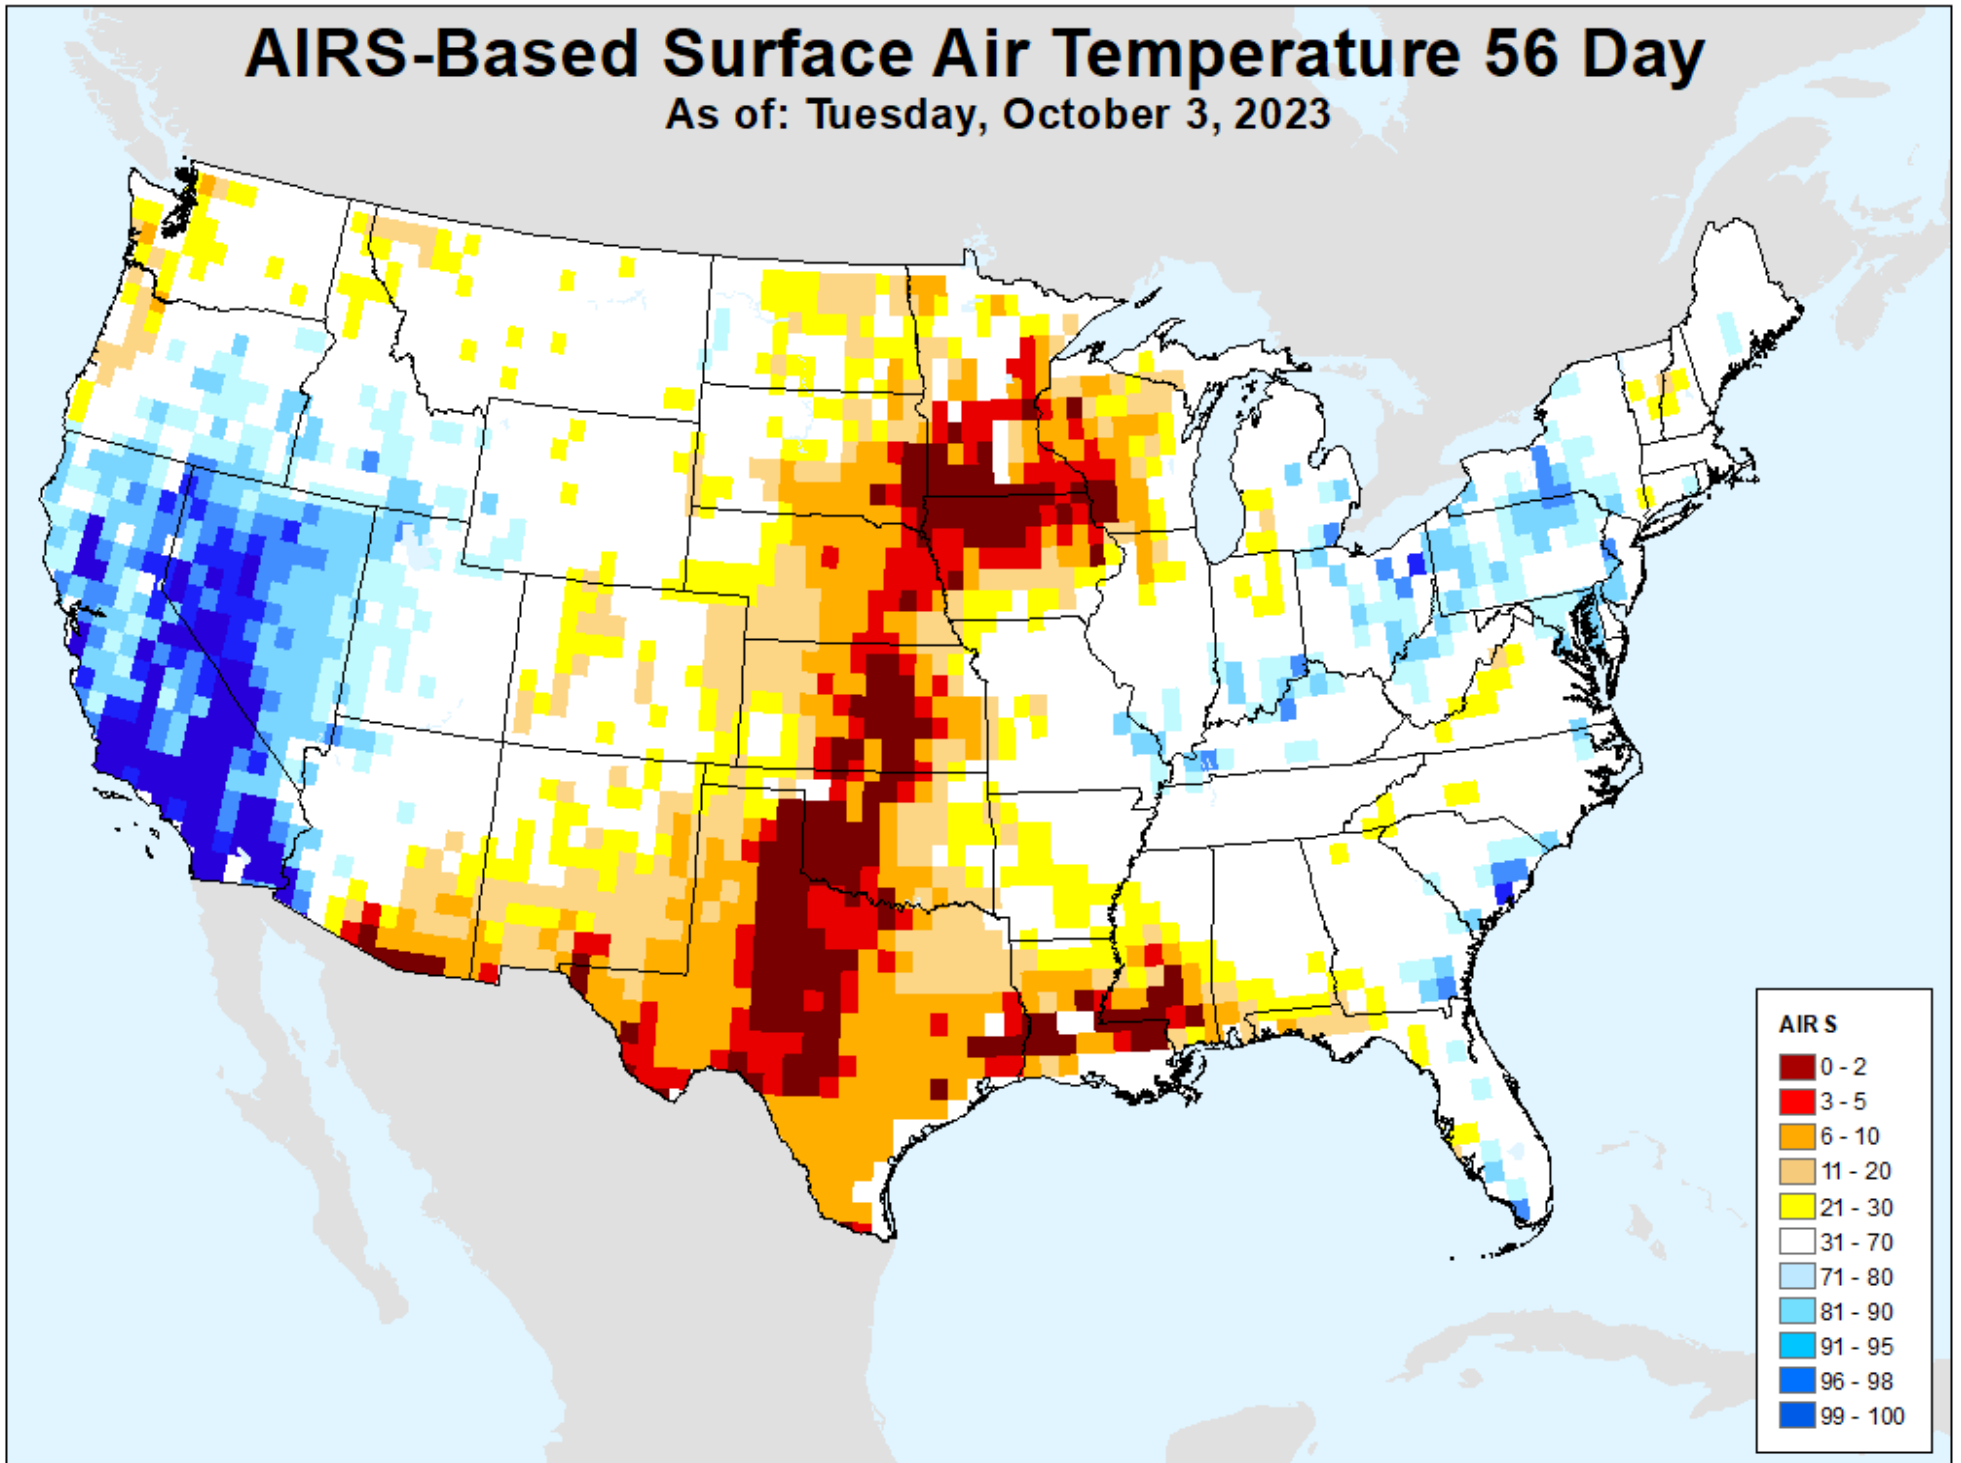 AIRS-Based Surface Air Temperature 56 Day
As of: Tuesday, October 3, 2023
AIRS
0 - 2
3 - 5
6 - 10
11 - 20
21 - 30
31 - 70
71 - 80
81 - 90
91 - 95
96 - 98
99 - 100